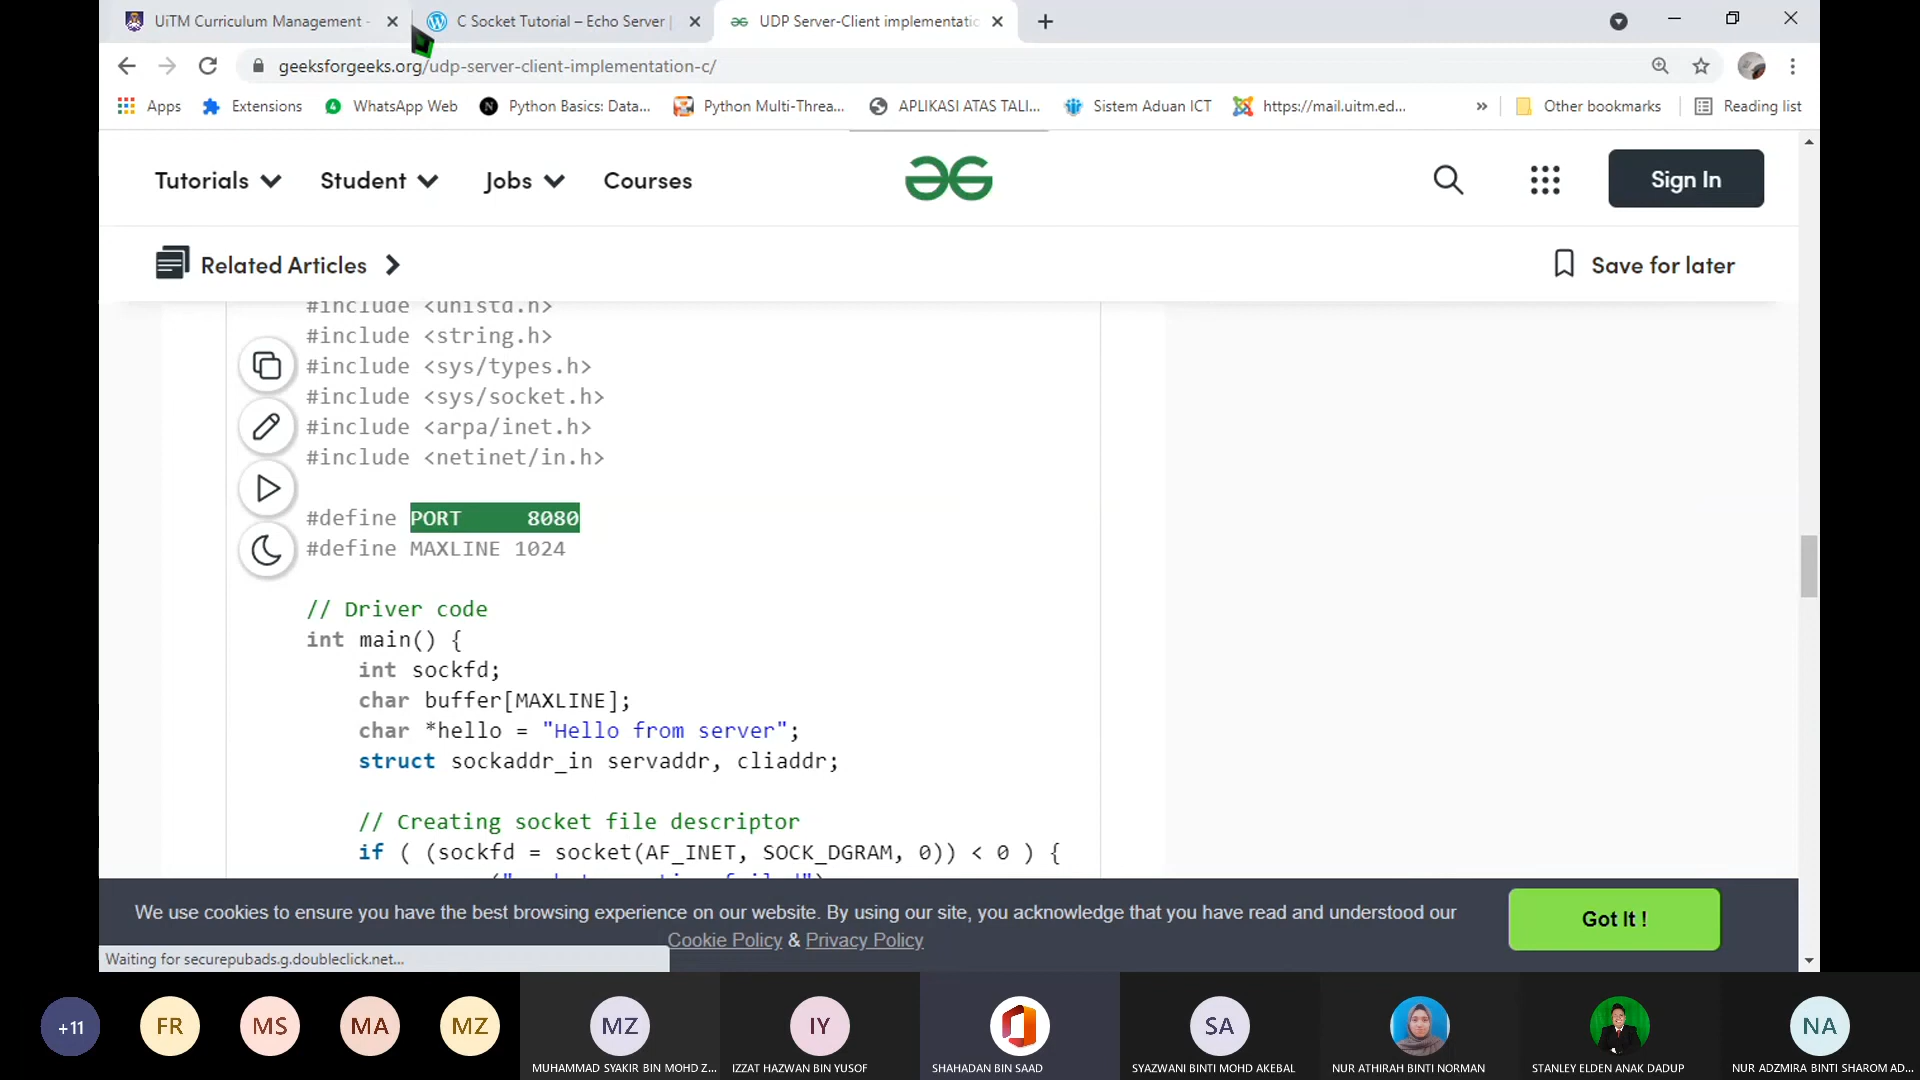 UiTM Curriculum Management -
C Socket Tutorial – Echo Server
UDP Server-Client implementatio
geeksforgeeks.org/udp-server-client-implementation-c/
Apps
Extensions
WhatsApp Web
Python Basics: Data...
Python Multi-Threa...
APLIKASI ATAS TALI...
Sistem Aduan ICT
https://mail.uitm.ed...
»
Other bookmarks
Reading list
Tutorials
Student
Jobs
Courses
Sign In
Related Articles
Save for later
#include <unistd.h>
#include <string.h>
#include <sys/types.h>
#include <sys/socket.h>
#include <arpa/inet.h>
#include <netinet/in.h>
#define PORT 8080
#define MAXLINE 1024
// Driver code
int main() {
int sockfd;
char buffer[MAXLINE];
char *hello = "Hello from server";
struct sockaddr_in servaddr, cliaddr;
// Creating socket file descriptor
if ( (sockfd = socket(AF_INET, SOCK_DGRAM, 0)) < 0 ) {
We use cookies to ensure you have the best browsing experience on our website. By using our site, you acknowledge that you have read and understood our
Cookie Policy & Privacy Policy
Got It !
Waiting for securepubads.g.doubleclick.net...
+11
FR
MS
MA
MZ
MZ
MUHAMMAD SYAKIR BIN MOHD Z...
IY
IZZAT HAZWAN BIN YUSOF
SHAHADAN BIN SAAD
SA
SYAZWANI BINTI MOHD AKEBAL
NUR ATHIRAH BINTI NORMAN
STANLEY ELDEN ANAK DADUP
NA
NUR ADZMIRA BINTI SHAROM AD...